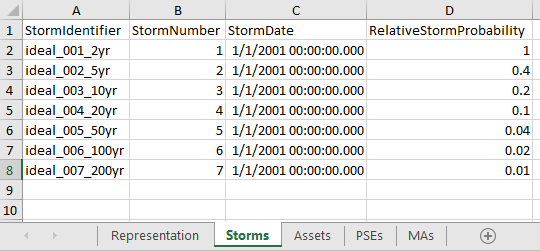 A B C D
1 StormIdentifier StormNumber StormDate RelativeStormProbability
2 ideal_001_2yr 1 1/1/2001 00:00:00.000 1
3 ideal_002_5yr 2 1/1/2001 00:00:00.000 0.4
4 ideal_003_10yr 3 1/1/2001 00:00:00.000 0.2
5 ideal_004_20yr 4 1/1/2001 00:00:00.000 0.1
6 ideal_005_50yr 5 1/1/2001 00:00:00.000 0.04
7 ideal_006_100yr 6 1/1/2001 00:00:00.000 0.02
8 ideal_007_200yr 7 1/1/2001 00:00:00.000 0.01
9
10
Representation Storms Assets PSEs MAs